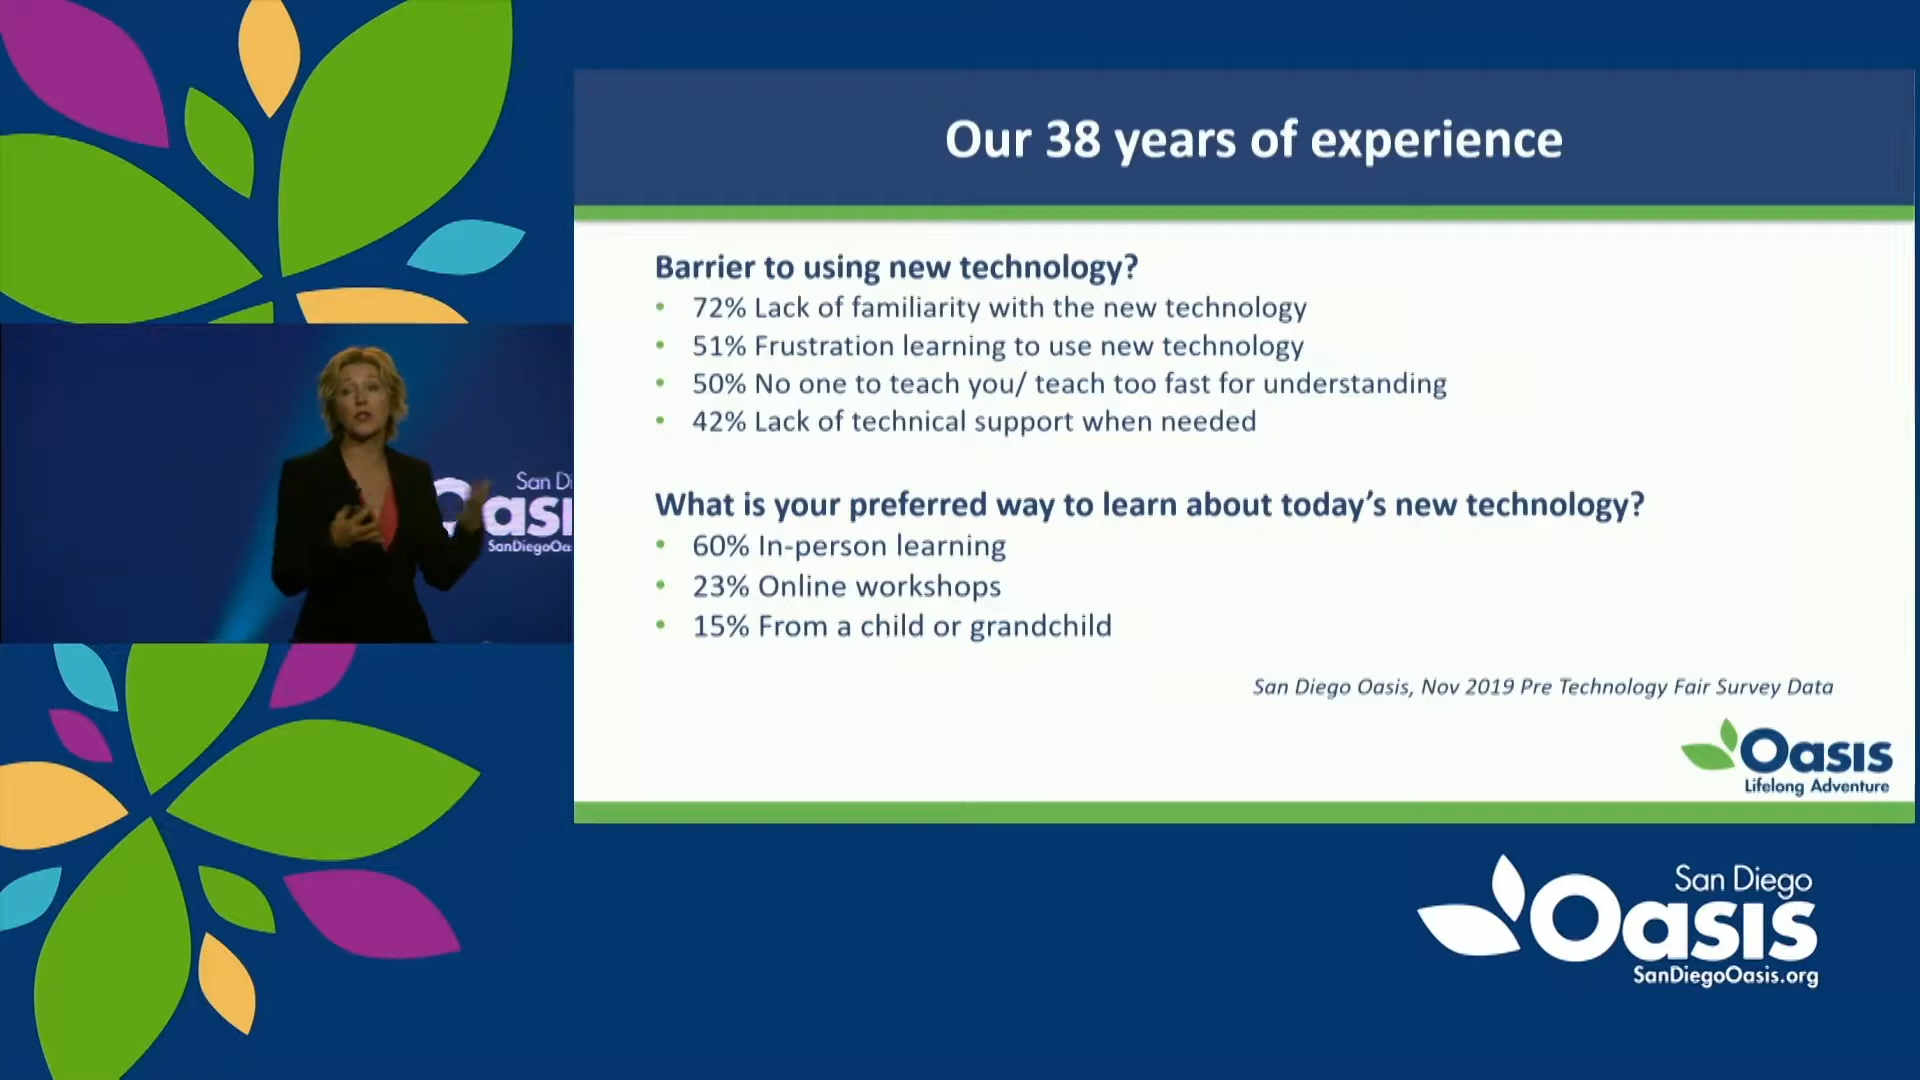 Our 38 years of experience
Barrier to using new technology?
• 72% Lack of familiarity with the new technology
• 51% Frustration learning to use new technology
• 50% No one to teach you/ teach too fast for understanding
• 42% Lack of technical support when needed
What is your preferred way to learn about today's new technology?
• 60% In-person learning
• 23% Online workshops
• 15% From a child or grandchild
San Diego Oasis, Nov 2019 Pre Technology Fair Survey Data
Oasis
Lifelong Adventure
San Di
Oasi
SanDiegoOa
San Diego
Oasis
SanDiegoOasis.org